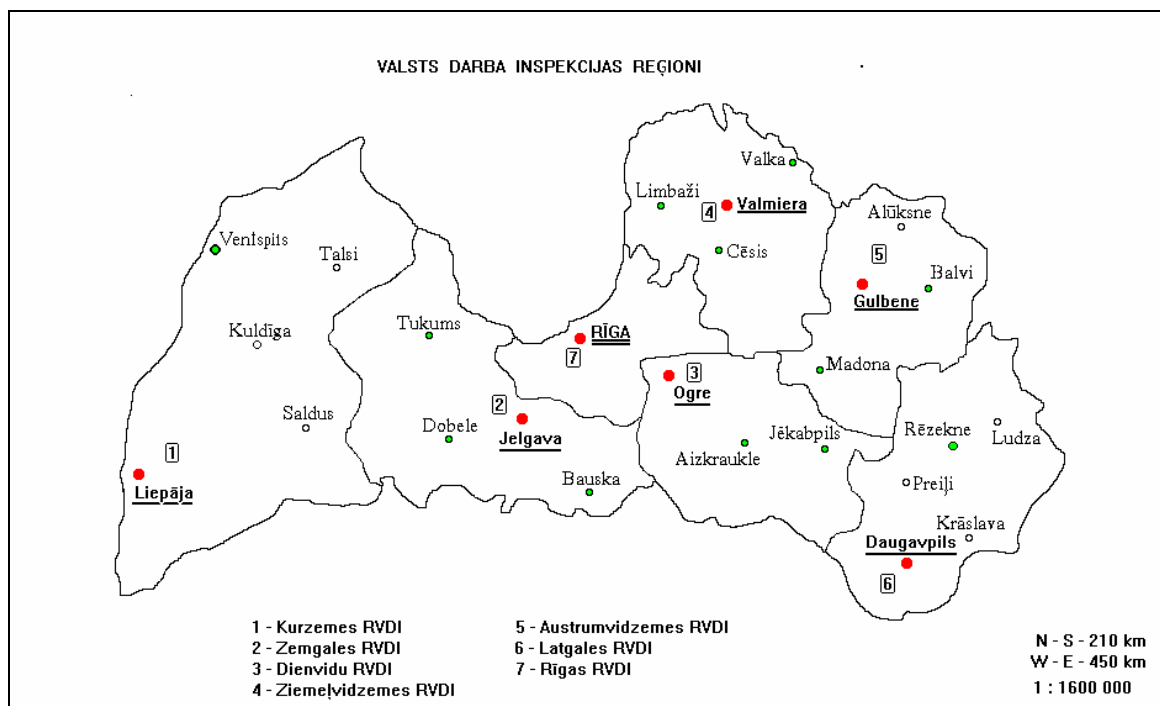 VALSTS DARBA INSPEKCIJAS REĢIONI
Valka
Limbaži
4
Valmiera
Alūksne
Ventspils
Talsi
Cēsis
5
Balvi
Gulbene
Tukums
RĪGA
Kuldīga
7
Madona
3
Ogre
2
Saldus
Dobele
Jelgava
Jēkabpils
Rēzekne
Ludza
1
Aizkraukle
Liepāja
Bauska
Preiļi
Krāslava
Daugavpils
6
1 - Kurzemes RVDI
2 - Zemgales RVDI
3 - Dienvidu RVDI
4 - Ziemeļvidzemes RVDI
5 - Austrumvidzemes RVDI
6 - Latgales RVDI
7 - Rīgas RVDI
N - S - 210 km
W - E - 450 km
1 : 1600 000